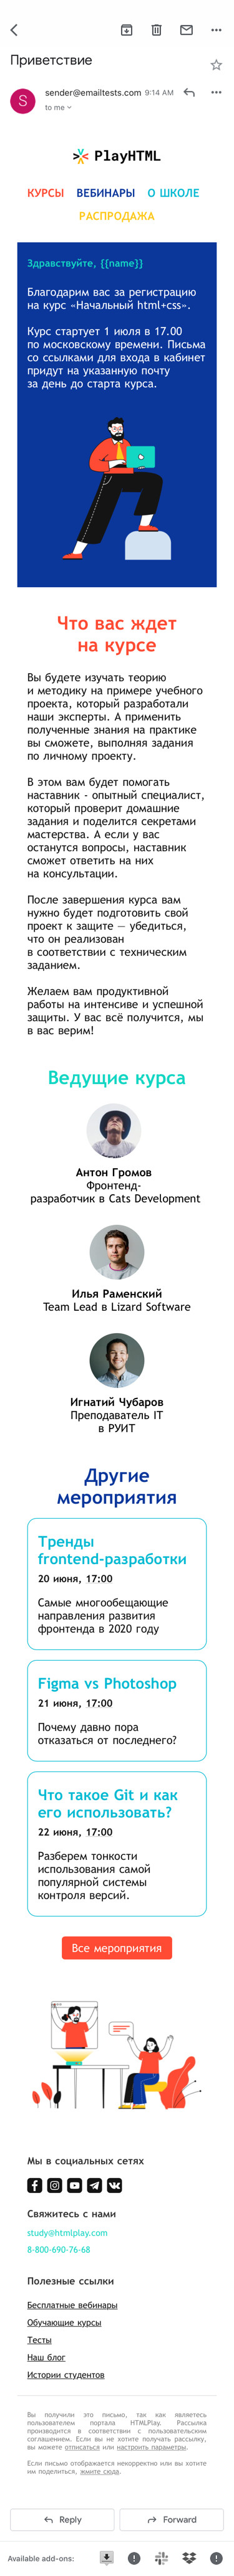 Приветствие
S
sender@emailtests.com 9:14 AM
to me
PlayHTML
КУРСЫ ВЕБИНАРЫ О ШКОЛЕ
РАСПРОДАЖА
Здравствуйте, {{name}}
Благодарим вас за регистрацию
на курс «Начальный html+css».
Курс стартует 1 июля в 17.00
по московскому времени. Письма
со ссылками для входа в кабинет
придут на указанную почту
за день до старта курса.
Что вас ждет
на курсе
Вы будете изучать теорию
и методику на примере учебного
проекта, который разработали
наши эксперты. А применить
полученные знания на практике
вы сможете, выполняя задания
по личному проекту.
В этом вам будет помогать
наставник - опытный специалист,
который проверит домашние
задания и поделится секретами
мастерства. А если у вас
останутся вопросы, наставник
сможет ответить на них
на консультации.
После завершения курса вам
нужно будет подготовить свой
проект к защите — убедиться,
что он реализован
в соответствии с техническим
заданием.
Желаем вам продуктивной
работы на интенсиве и успешной
защиты. У вас всё получится, мы
в вас верим!
Ведущие курса
Антон Громов
Фронтенд-
разработчик в Cats Development
Илья Раменский
Team Lead в Lizard Software
Игнатий Чубаров
Преподаватель IT
в РУИТ
Другие
мероприятия
Тренды
frontend-разработки
20 июня, 17:00
Самые многообещающие
направления развития
фронтенда в 2020 году
Figma vs Photoshop
21 июня, 17:00
Почему давно пора
отказаться от последнего?
Что такое Git и как
его использовать?
22 июня, 17:00
Разберем тонкости
использования самой
популярной системы
контроля версий.
Все мероприятия
Мы в социальных сетях
Свяжитесь с нами
study@htmlplay.com
8-800-690-76-68
Полезные ссылки
Бесплатные вебинары
Обучающие курсы
Тесты
Наш блог
Истории студентов
Вы получили это письмо, так как являетесь
пользователем портала HTMLPlay. Рассылка
производится в соответствии с пользовательским
соглашением. Если вы не хотите получать рассылку,
вы можете отписаться или настроить параметры.
Если письмо отображается некорректно или вы хотите
им поделиться, жмите сюда.
Reply Forward
Available add-ons: